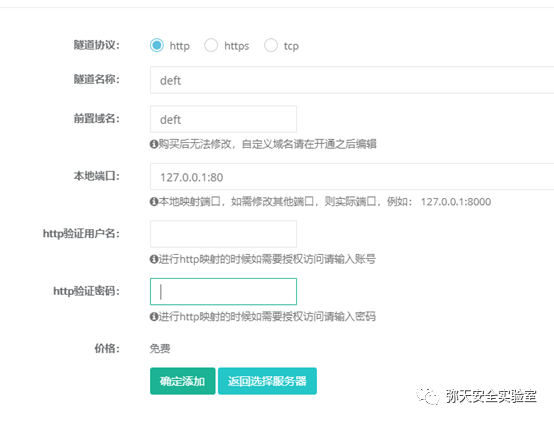 隧道协议： http https tcp
隧道名称： deft
前置域名： deft
购买后无法修改，自定义域名请在开通之后编辑
本地端口： 127.0.0.1:80
本地映射端口，如需修改其他端口，则实际端口，例如： 127.0.0.1:8000
http验证用户名：
进行http映射的时候如需要授权访问请输入账号
http验证密码：
进行http映射的时候如需要授权访问请输入密码
价格： 免费
确定添加 返回选择服务器
弥天安全实验室